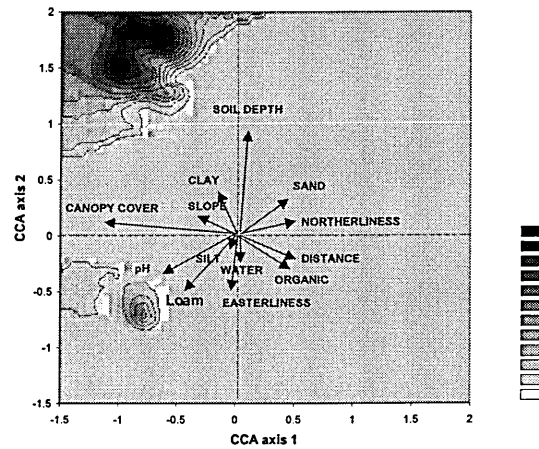 2
1.5
SOIL DEPTH
1
CLAY
SAND
0.5
SLOPE
CANOPY COVER
NORTHERLINESS
CCA axis 2
0
SILT
DISTANCE
pH
WATER
ORGANIC
-0.5
Loam
EASTERLINESS
-1
-1.5
-1.5 -1 -0.5 0 0.5 1 1.5 2
CCA axis 1